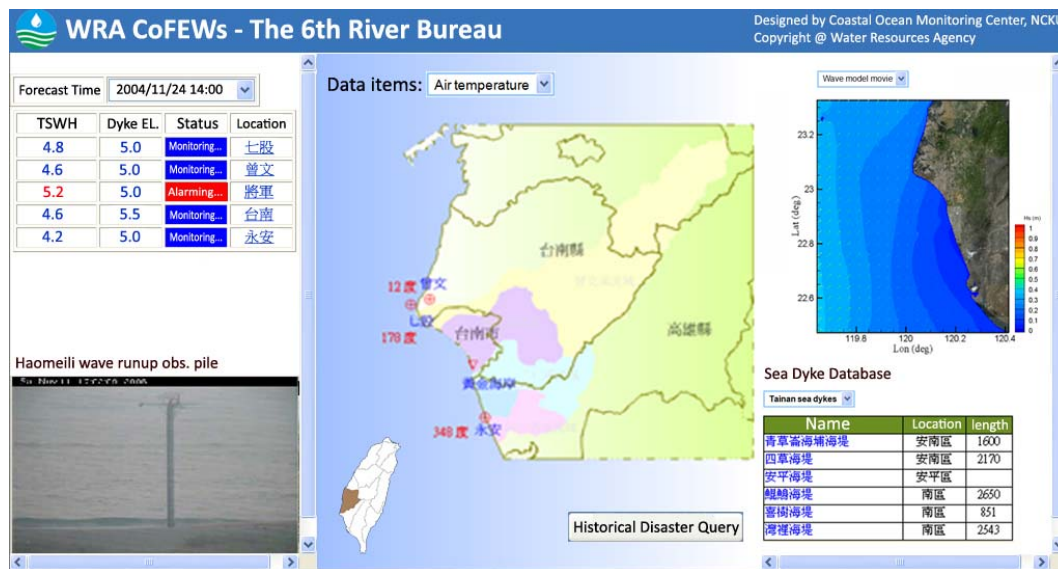 WRA CoFEWs - The 6th River Bureau
Designed by Coastal Ocean Monitoring Center, NCK
Copyright @ Water Resources Agency
Forecast Time 2004/11/24 14:00
TSWH Dyke EL. Status Location
4.8 5.0 Monitoring... 七股
4.6 5.0 Monitoring... 曾文
5.2 5.0 Alarming... 將軍
4.6 5.5 Monitoring... 台南
4.2 5.0 Monitoring... 永安
Haomeili wave runup obs. pile
Data items: Air temperature
台南縣
12 度 曾文
七股
178 度
台南市
高雄縣
黃金海岸
348 度 永安
Historical Disaster Query
Wave model movie
23.2
23
22.8
22.6
Lat (deg.)
119.8 120 120.2 120.4
Lon (deg)
Hs (m)
1
0.9
0.8
0.7
0.6
0.5
0.4
0.3
0.2
0.1
0
Sea Dyke Database
Tainan sea dykes
Name Location length
青草崙海埔海堤 安南區 1600
四草海堤 安南區 2170
安平海堤 安平區
鯤鯓海堤 南區 2650
喜樹海堤 南區 851
灣裡海堤 南區 2543